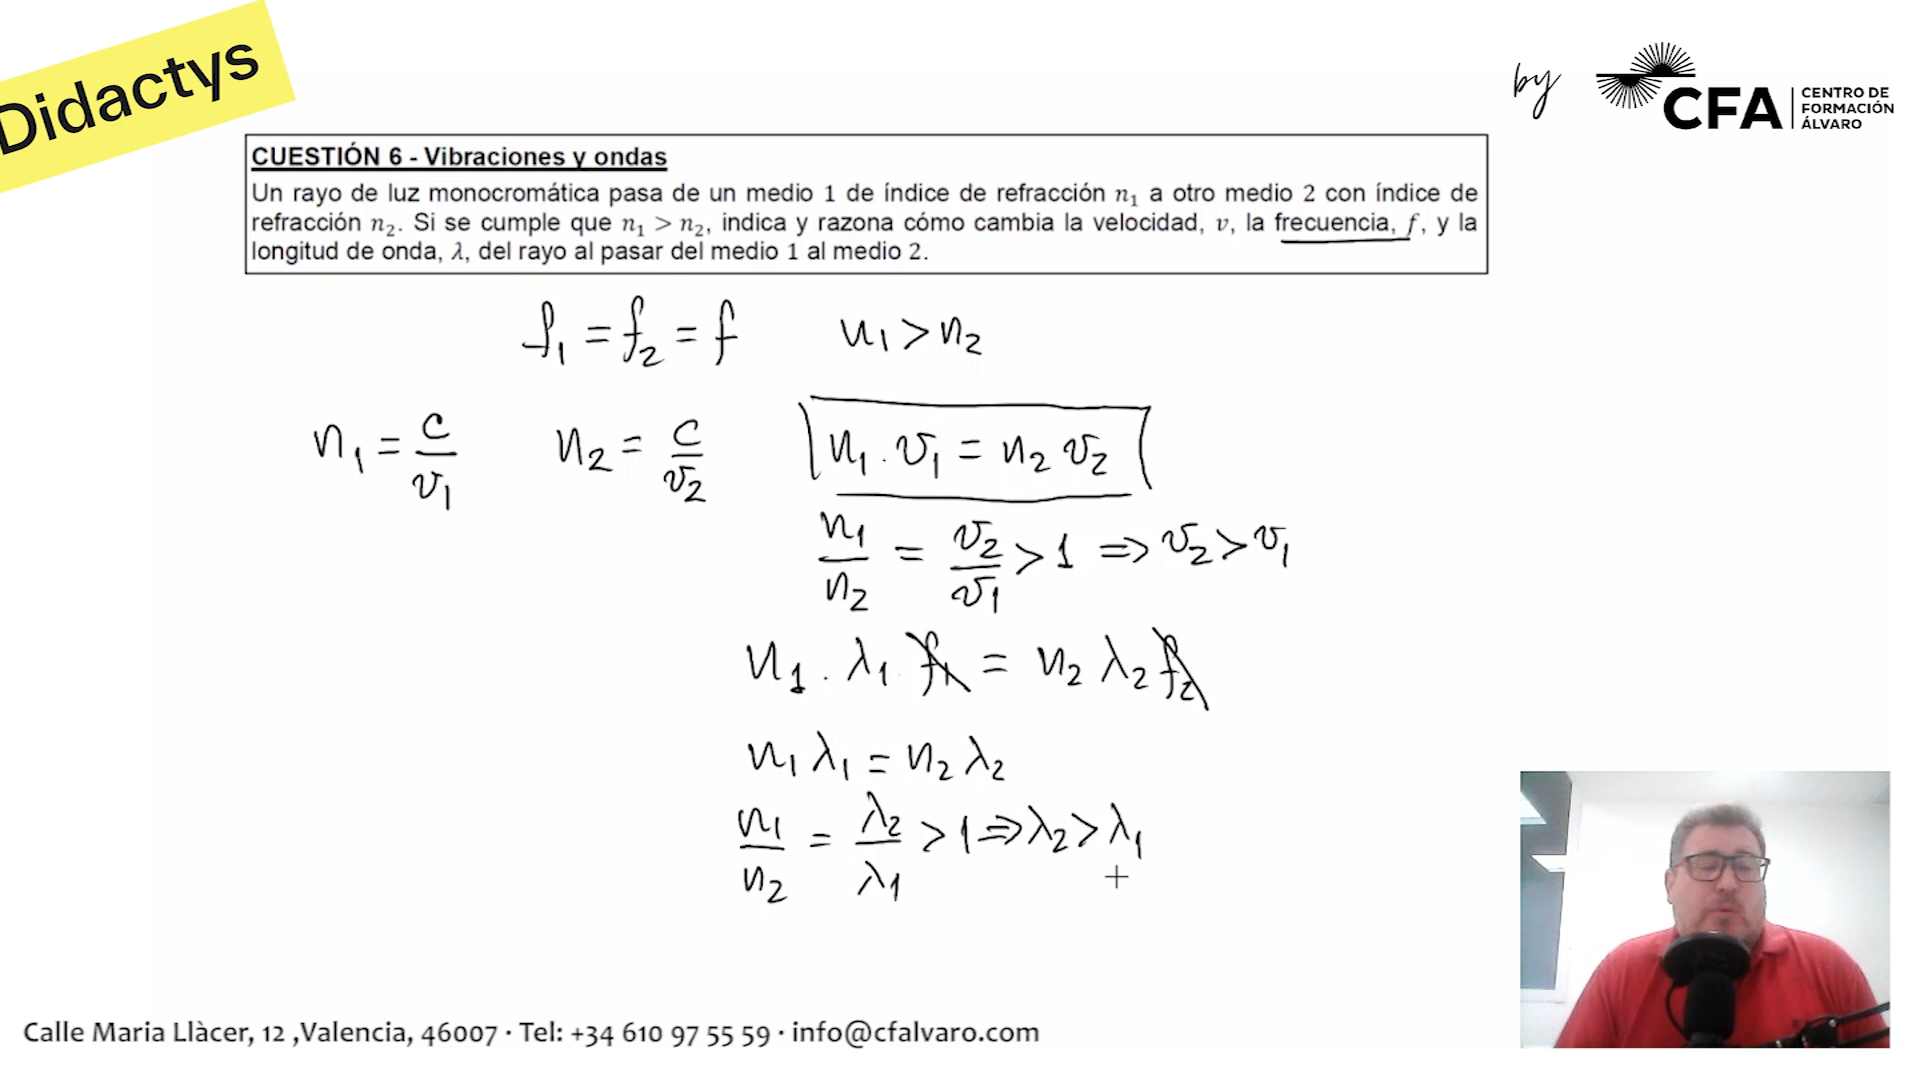 Didactys
by
CFA
CENTRO DE
FORMACIÓN
ÁLVARO
CUESTIÓN 6 - Vibraciones y ondas
Un rayo de luz monocromática pasa de un medio 1 de índice de refracción n₁ a otro medio 2 con índice de
refracción n₂. Si se cumple que n₁ > n₂, indica y razona cómo cambia la velocidad, v, la frecuencia, f, y la
longitud de onda, λ, del rayo al pasar del medio 1 al medio 2.
f₁ = f₂ = f n₁ > n₂
n₁ = c/v₁ n₂ = c/v₂ n₁ . v₁ = n₂ v₂
n₁/n₂ = v₂/v₁ > 1 ⇒ v₂ > v₁
n₁ . λ₁ . f₁ = n₂ λ₂ f₂
n₁ λ₁ = n₂ λ₂
n₁/n₂ = λ₂/λ₁ > 1 ⇒ λ₂ > λ₁
Calle Maria Llàcer, 12 ,Valencia, 46007 · Tel: +34 610 97 55 59 · info@cfalvaro.com